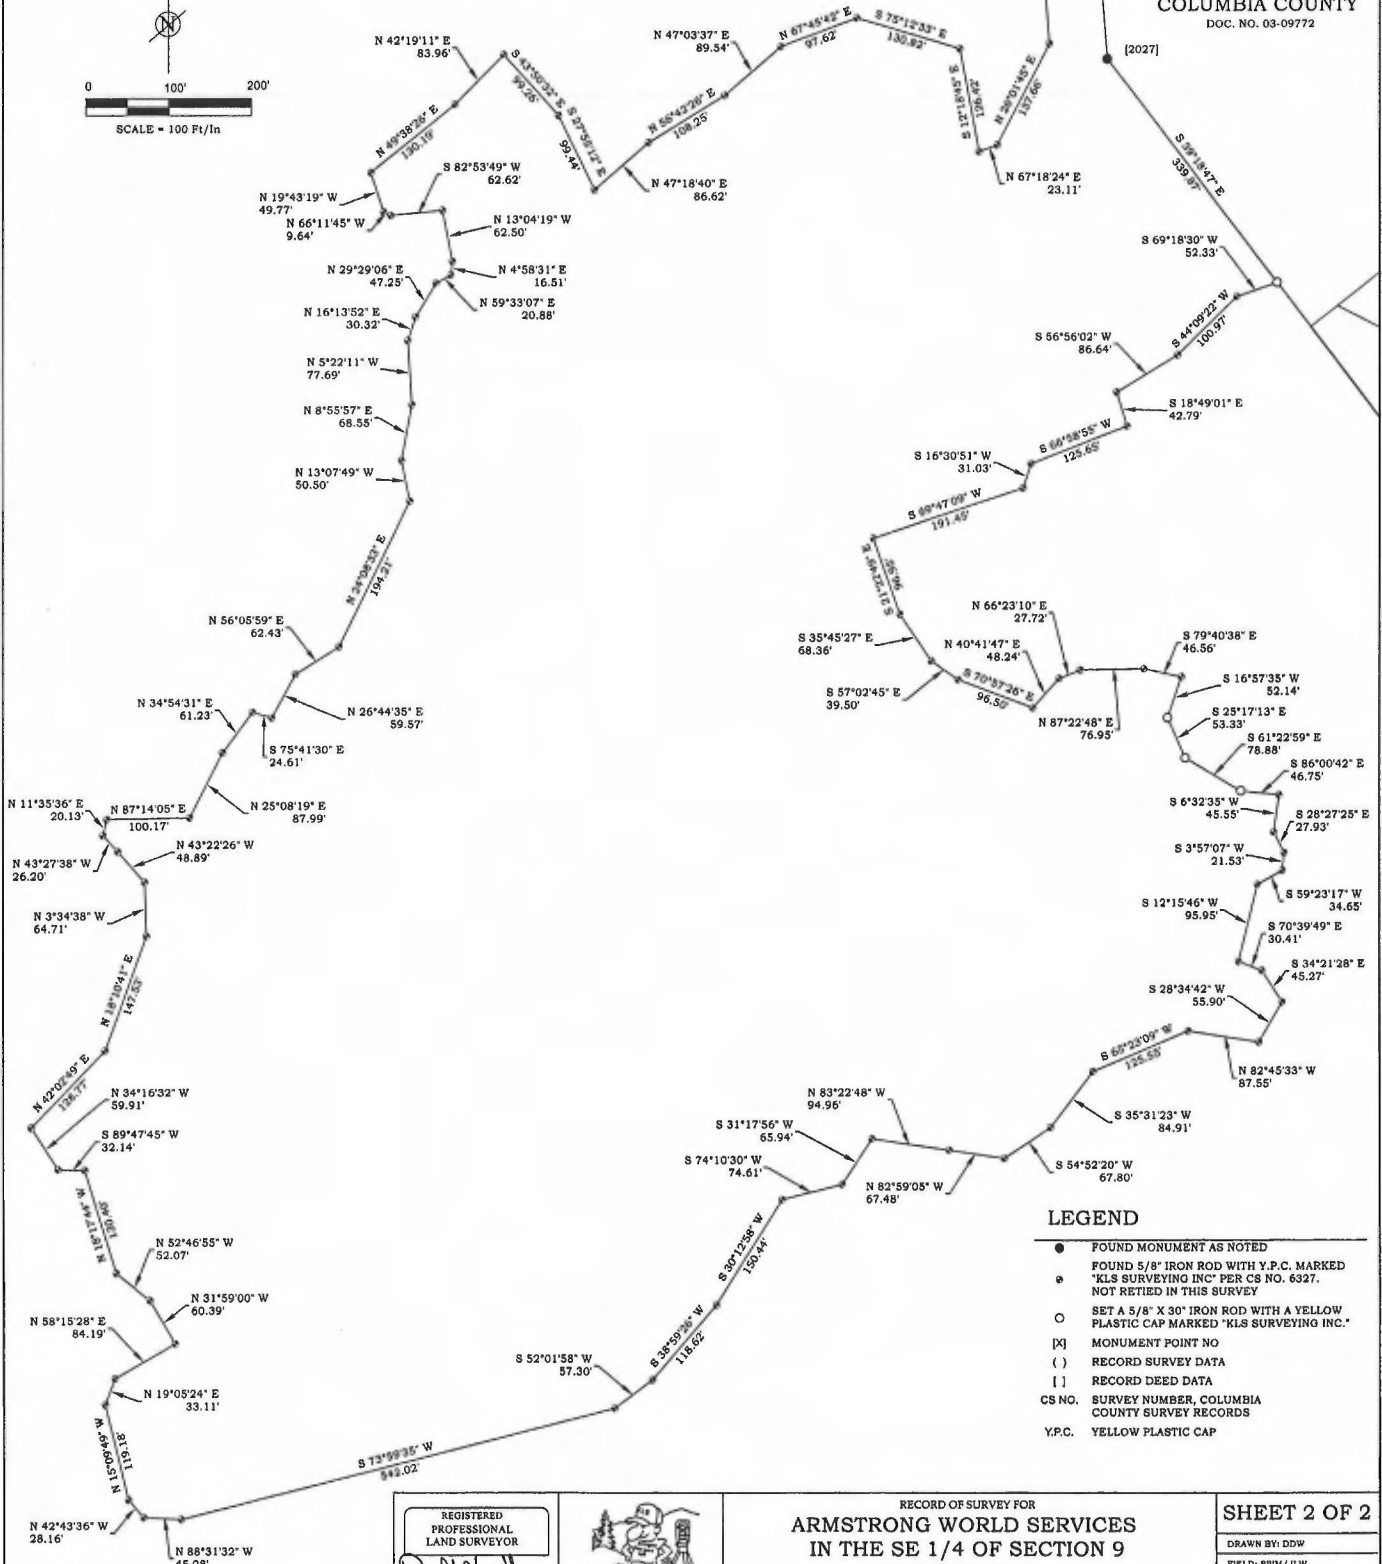 COLUMBIA COUNTY
DOC. NO. 03-09772
N
0 100' 200'
SCALE = 100 Ft/In
[2027]
N 42°19'11" E
83.96'
N 47°03'37" E
89.54'
N 67°45'42" E
97.62'
S 75°12'33" E
130.82'
N 26°01'45" E
137.66'
S 43°50'32" E
99.26'
S 27°55'12" E
99.44'
N 49°38'26" E
130.19'
S 82°53'49" W
62.62'
N 47°18'40" E
86.62'
108.25'
N 67°18'24" E
23.11'
S 39°18'47" E
339.87'
N 19°43'19" W
49.77'
N 66°11'45" W
9.64'
N 13°04'19" W
62.50'
N 4°58'31" E
16.51'
N 29°29'06" E
47.25'
N 59°33'07" E
20.88'
N 16°13'52" E
30.32'
N 5°22'11" W
77.69'
N 8°55'57" E
68.55'
N 13°07'49" W
50.50'
N 24°08'33" E
194.21'
N 56°05'59" E
62.43'
N 34°54'31" E
61.23'
N 26°44'35" E
59.57'
S 75°41'30" E
24.61'
N 25°08'19" E
87.99'
N 11°35'36" E
20.13'
N 87°14'05" E
100.17'
N 43°22'26" W
48.89'
N 43°27'38" W
26.20'
N 3°34'38" W
64.71'
N 18°10'41" E
147.53'
N 42°02'49" E
128.77'
N 34°16'32" W
59.91'
S 89°47'45" W
32.14'
N 16°17'44" W
130.40'
N 52°46'55" W
52.07'
N 31°59'00" W
60.39'
N 58°15'28" E
84.19'
N 19°05'24" E
33.11'
N 15°09'49" W
119.18'
N 42°43'36" W
28.16'
N 88°31'32" W
S 69°18'30" W
52.33'
S 44°09'22" W
100.97'
S 56°56'02" W
86.64'
S 18°49'01" E
42.79'
S 66°58'55" W
125.65'
S 16°30'51" W
31.03'
S 69°47'09" W
191.45'
S 21°22'49" E
S 35°45'27" E
68.36'
S 57°02'45" E
39.50'
S 70°57'26" E
96.50'
N 40°41'47" E
48.24'
N 66°23'10" E
27.72'
N 87°22'48" E
76.95'
S 79°40'38" E
46.56'
S 16°57'35" W
52.14'
S 25°17'13" E
53.33'
S 61°22'59" E
78.88'
S 86°00'42" E
46.75'
S 6°32'35" W
45.55'
S 28°27'25" E
27.93'
S 3°57'07" W
21.53'
S 59°23'17" W
34.65'
S 12°15'46" W
95.95'
S 70°39'49" E
30.41'
S 34°21'28" E
45.27'
S 28°34'42" W
55.90'
N 82°45'33" W
87.55'
S 65°23'09" W
125.55'
S 35°31'23" W
84.91'
S 54°52'20" W
67.80'
N 82°59'05" W
67.48'
N 83°22'48" W
94.96'
S 31°17'56" W
65.94'
S 74°10'30" W
74.61'
S 30°12'58" W
150.44'
S 38°59'26" W
118.62'
S 52°01'58" W
57.30'
S 73°59'35" W
542.02'
LEGEND
FOUND MONUMENT AS NOTED
FOUND 5/8" IRON ROD WITH Y.P.C. MARKED
"KLS SURVEYING INC" PER CS NO. 6327.
NOT RETIED IN THIS SURVEY
SET A 5/8" X 30" IRON ROD WITH A YELLOW
PLASTIC CAP MARKED "KLS SURVEYING INC."
[X] MONUMENT POINT NO
( ) RECORD SURVEY DATA
[ ] RECORD DEED DATA
CS NO. SURVEY NUMBER, COLUMBIA
COUNTY SURVEY RECORDS
Y.P.C. YELLOW PLASTIC CAP
REGISTERED
PROFESSIONAL
LAND SURVEYOR
RECORD OF SURVEY FOR
ARMSTRONG WORLD SERVICES
IN THE SE 1/4 OF SECTION 9
SHEET 2 OF 2
DRAWN BY: DDW